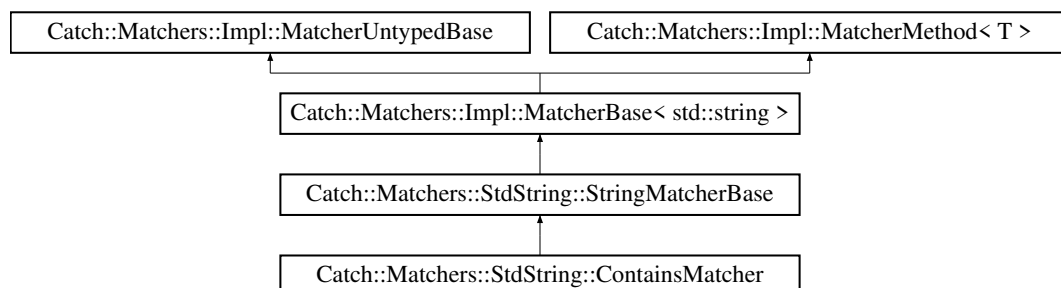 Catch::Matchers::Impl::MatcherUntypedBase
Catch::Matchers::Impl::MatcherMethod< T >
Catch::Matchers::Impl::MatcherBase< std::string >
Catch::Matchers::StdString::StringMatcherBase
Catch::Matchers::StdString::ContainsMatcher